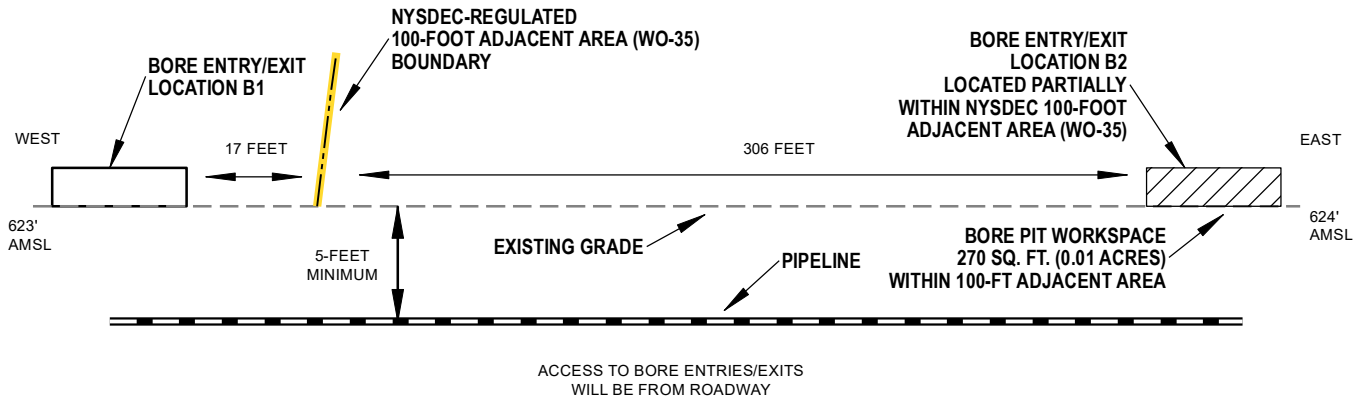 NYSDEC-REGULATED
100-FOOT ADJACENT AREA (WO-35)
BOUNDARY
BORE ENTRY/EXIT
LOCATION B1
BORE ENTRY/EXIT
LOCATION B2
LOCATED PARTIALLY
WITHIN NYSDEC 100-FOOT
ADJACENT AREA (WO-35)
WEST
17 FEET
306 FEET
EAST
623'
AMSL
624'
AMSL
5-FEET
MINIMUM
EXISTING GRADE
PIPELINE
BORE PIT WORKSPACE
270 SQ. FT. (0.01 ACRES)
WITHIN 100-FT ADJACENT AREA
ACCESS TO BORE ENTRIES/EXITS
WILL BE FROM ROADWAY